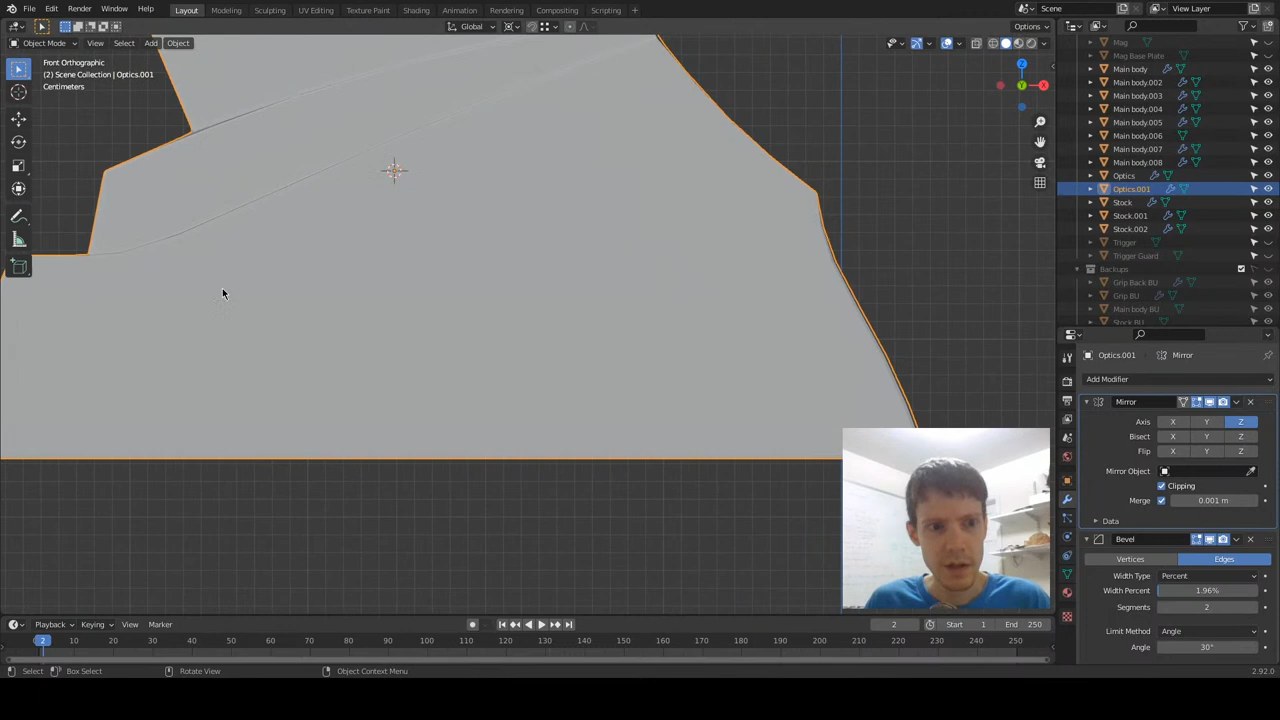 File Edit Render Window Help Layout Modeling Sculpting UV Editing Texture Paint Shading Animation Rendering Compositing Scripting + Scene View Layer
Global Options
Object Mode View Select Add Object
Front Orthographic
(2) Scene Collection | Optics.001
Centimeters
Z
X
Y
Mag
Mag Base Plate
Main body
Main body.002
Main body.003
Main body.004
Main body.005
Main body.006
Main body.007
Main body.008
Optics
Optics.001
Stock
Stock.001
Stock.002
Trigger
Trigger Guard
Backups
Grip Back BU
Grip BU
Main body BU
Stock BU
Optics.001 Mirror
Add Modifier
Mirror
Axis X Y Z
Bisect X Y Z
Flip X Y Z
Mirror Object
Clipping
Merge 0.001 m
Data
Bevel
Vertices Edges
Width Type Percent
Width Percent 1.96%
Segments 2
Limit Method Angle
Angle 30°
Playback Keying View Marker 2 Start 1 End 250
2 10 20 30 40 50 60 70 80 90 100 110 120 130 140 150 160 170 180 190 200 210 220 230 240 250
Select Box Select Rotate View Object Context Menu 2.92.0